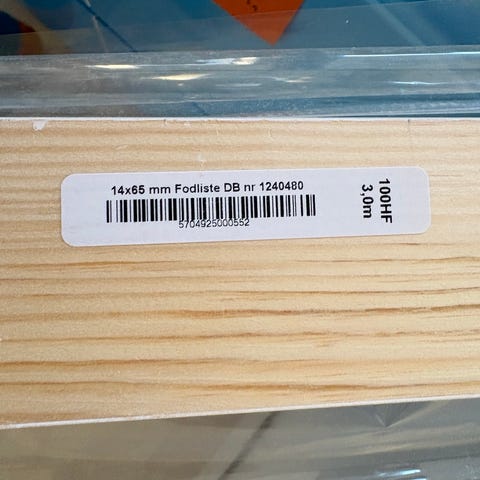 14x65 mm Fodliste DB nr 1240480
5704925000552
100HF
3,0m